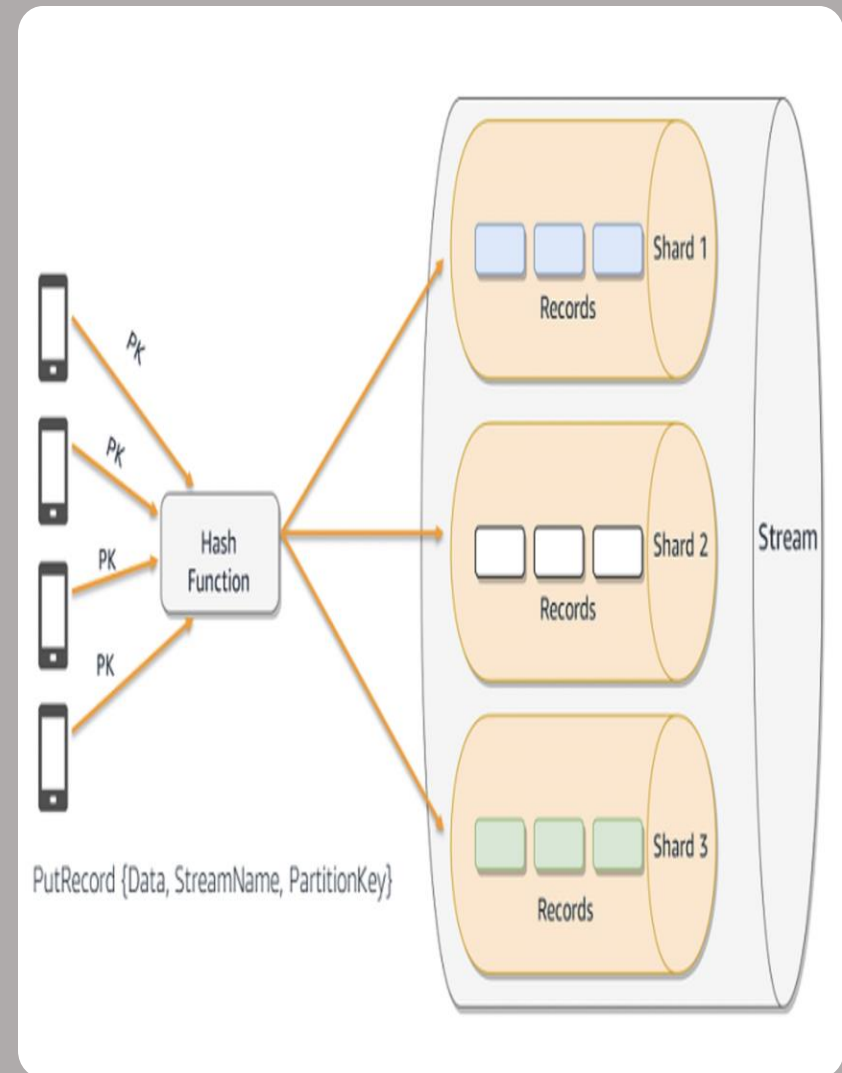 PK
PK
PK
PK
Hash
Function
PutRecord {Data, StreamName, PartitionKey}
Shard 1
Records
Shard 2
Records
Shard 3
Records
Stream